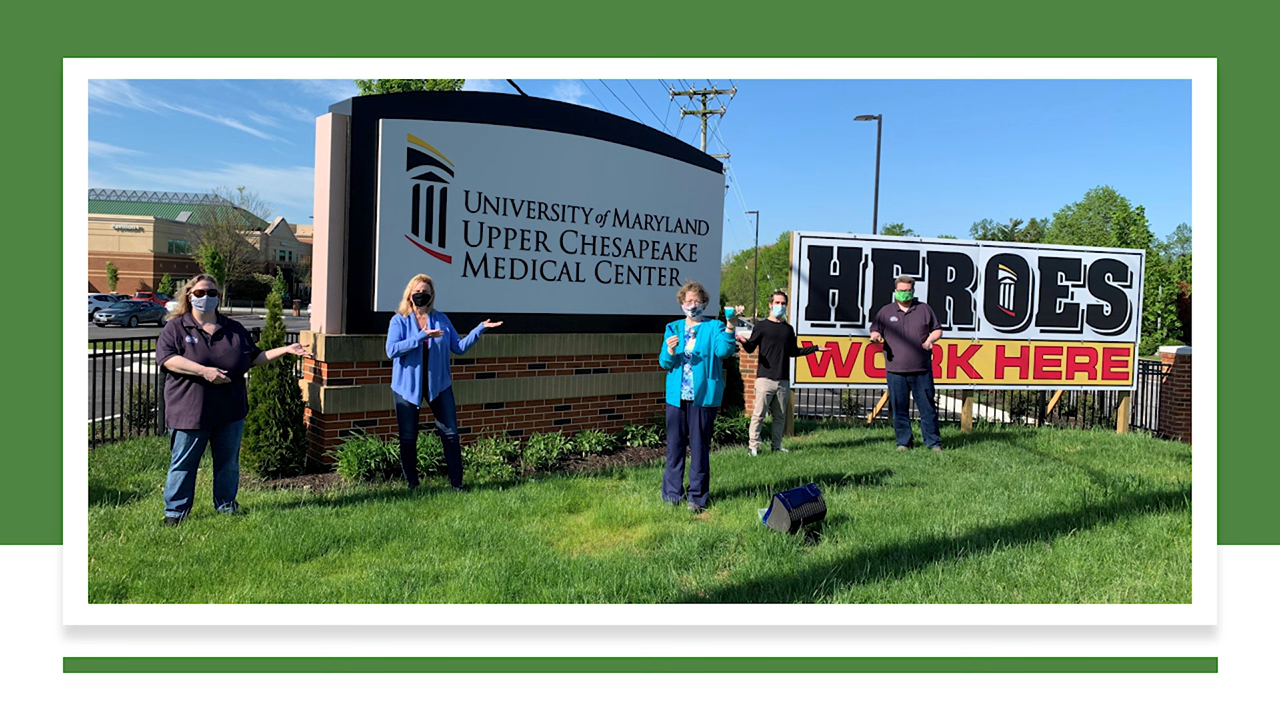 UNIVERSITY of MARYLAND
UPPER CHESAPEAKE
MEDICAL CENTER
HEROES
WORK HERE